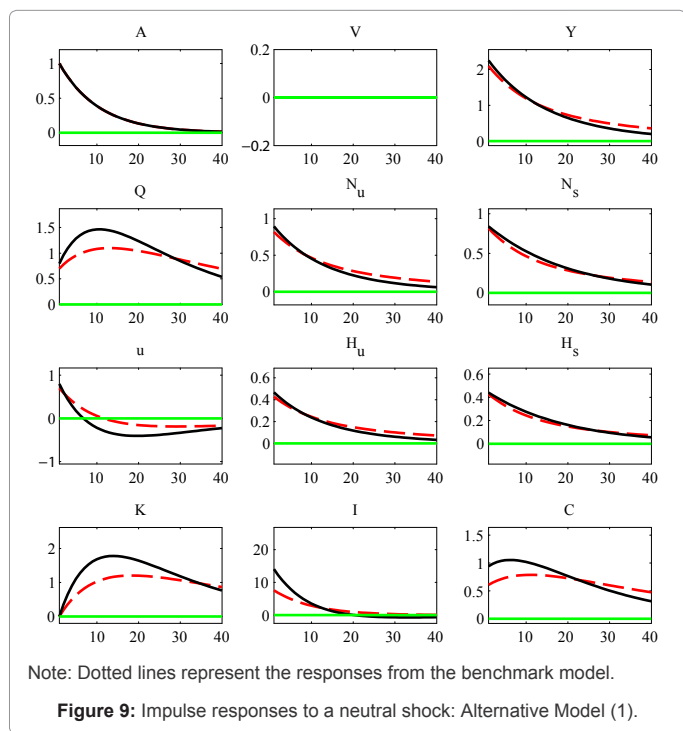 A
V
Y
1
0.5
0
10 20 30 40
0.2
0
−0.2
10 20 30 40
2
1
0
10 20 30 40
Q
N_u
N_s
1.5
1
0.5
0
10 20 30 40
1
0.5
0
10 20 30 40
1
0.5
0
10 20 30 40
u
H_u
H_s
1
0
−1
10 20 30 40
0.6
0.4
0.2
0
10 20 30 40
0.6
0.4
0.2
0
10 20 30 40
K
I
C
2
1
0
10 20 30 40
20
10
0
10 20 30 40
1.5
1
0.5
0
10 20 30 40
Note: Dotted lines represent the responses from the benchmark model.
Figure 9: Impulse responses to a neutral shock: Alternative Model (1).